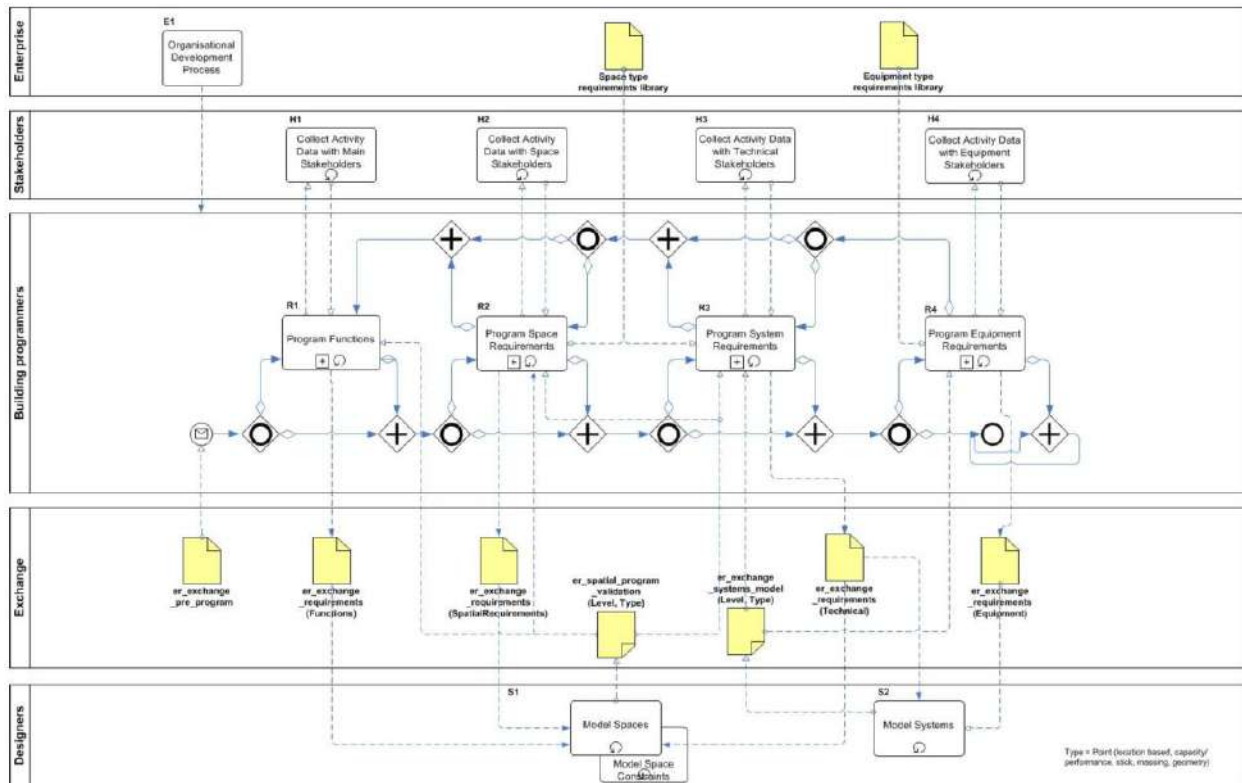 Enterprise
E1
Organisational
Development
Process
Space type
requirements library
Equipment type
requirements library
Stakeholders
H1
Collect Activity
Data with Main
Stakeholders
H2
Collect Activity
Data with Space
Stakeholders
H3
Collect Activity Data
with Technical
Stakeholders
H4
Collect Activity Data
with Equipment
Stakeholders
Building programmers
R1
Program Functions
R2
Program Space
Requirements
R3
Program System
Requirements
R4
Program Equipment
Requirements
Exchange
er_exchange
_pre_program
er_exchange
_requirements
(Functions)
er_exchange
_requirements
(SpatialRequirements)
er_spatial_program
_validation
(Level, Type)
er_exchange
_systems_model
(Level, Type)
er_exchange
_requirements
(Technical)
er_exchange
_requirements
(Equipment)
Designers
S1
Model Spaces
Model Space
Constraints
S2
Model Systems
Type = Point (location based, capacity/
performance, stick, massing, geometry)